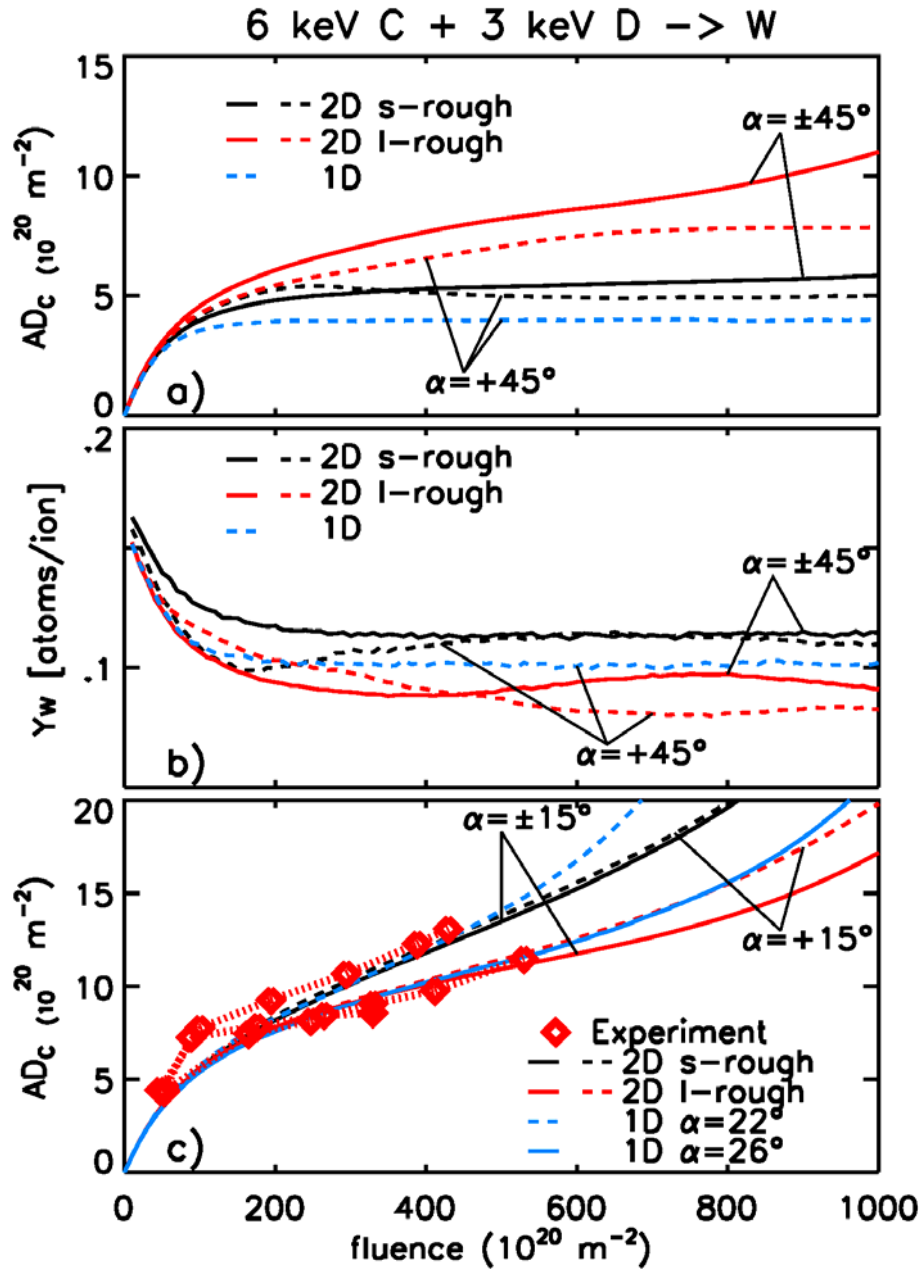 6 keV C + 3 keV D -> W
15
10
5
0
AD_C (10^20 m^-2)
2D s-rough
2D l-rough
1D
α=±45°
α=+45°
a)
.2
.1
Yw [atoms/ion]
2D s-rough
2D l-rough
1D
α=±45°
α=+45°
b)
20
15
10
5
0
AD_C (10^20 m^-2)
α=±15°
α=+15°
Experiment
2D s-rough
2D l-rough
1D α=22°
1D α=26°
c)
0 200 400 600 800 1000
fluence (10^20 m^-2)